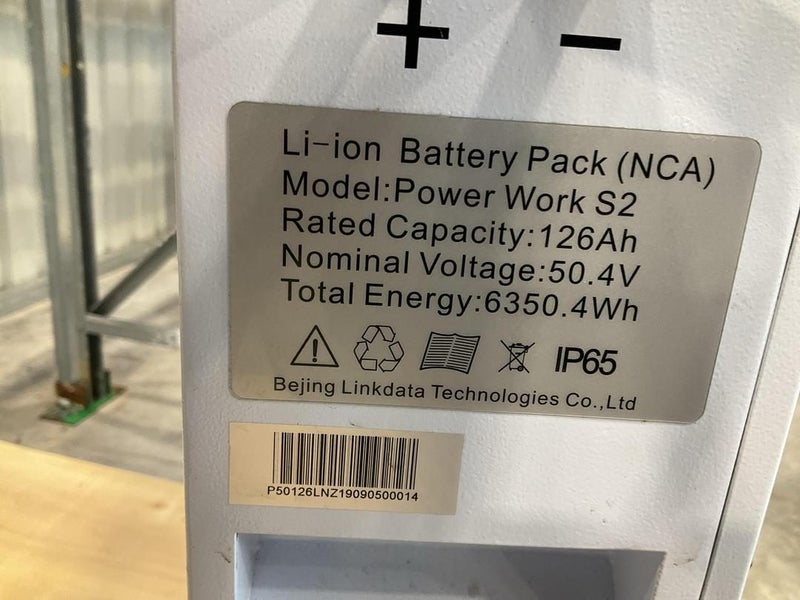 + −
Li-ion Battery Pack (NCA)
Model:Power Work S2
Rated Capacity:126Ah
Nominal Voltage:50.4V
Total Energy:6350.4Wh
IP65
Bejing Linkdata Technologies Co.,Ltd
P50126LNZ19090500014